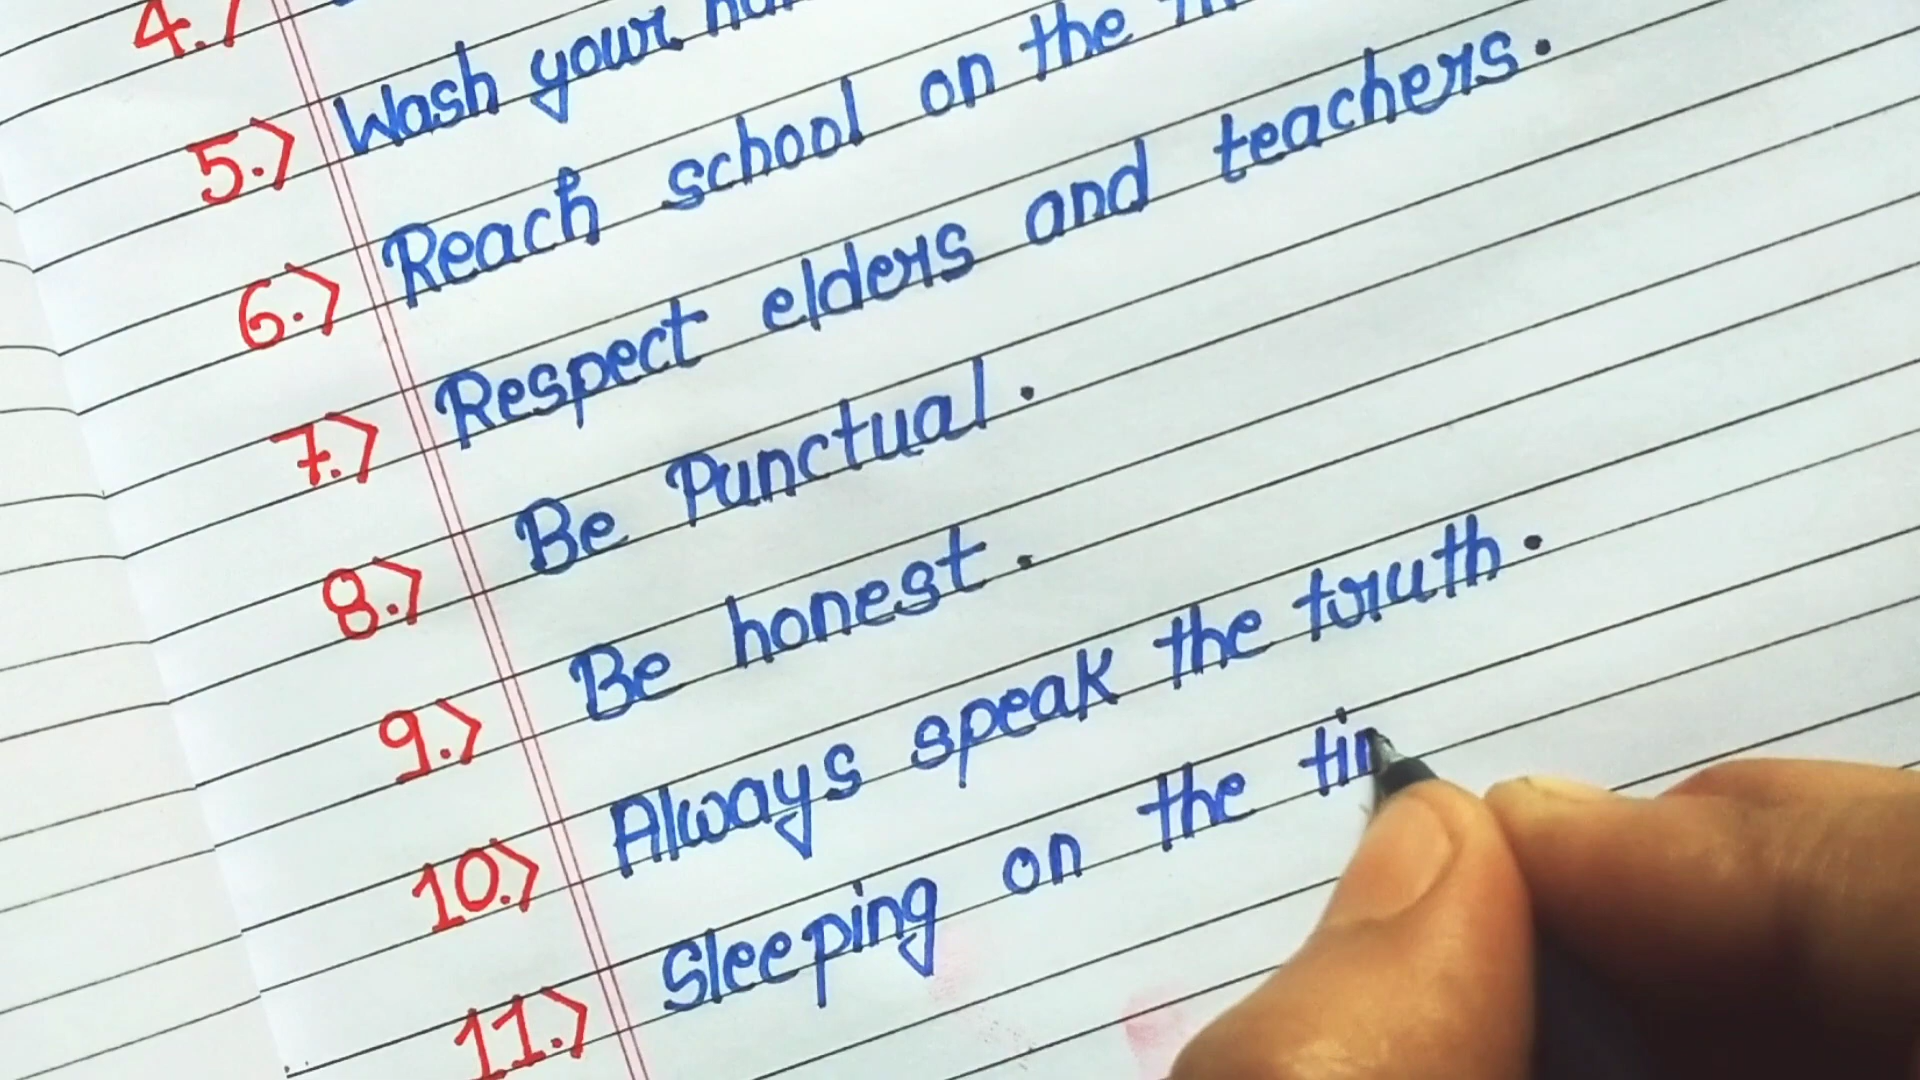 4.)
5.) Wash your
6.) Reach school on the
7.) Respect elders and teachers.
8.) Be Punctual.
9.) Be honest.
10.) Always speak the truth.
11.) Sleeping on the